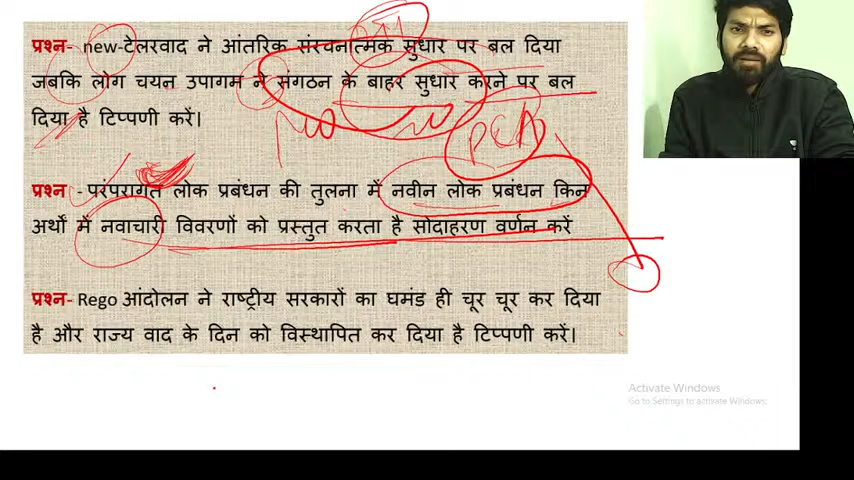 प्रश्न- new-टेलरवाद ने आंतरिक संरचनात्मक सुधार पर बल दिया
जबकि लोग चयन उपागम ने संगठन के बाहर सुधार करने पर बल
दिया है टिप्पणी करें।
प्रश्न - परंपरागत लोक प्रबंधन की तुलना में नवीन लोक प्रबंधन किन
अर्थों में नवाचारी विवरणों को प्रस्तुत करता है सोदाहरण वर्णन करें
प्रश्न- Rego आंदोलन ने राष्ट्रीय सरकारों का घमंड ही चूर चूर कर दिया
है और राज्य वाद के दिन को विस्थापित कर दिया है टिप्पणी करें।
Activate Windows
Go to Settings to activate Windows.